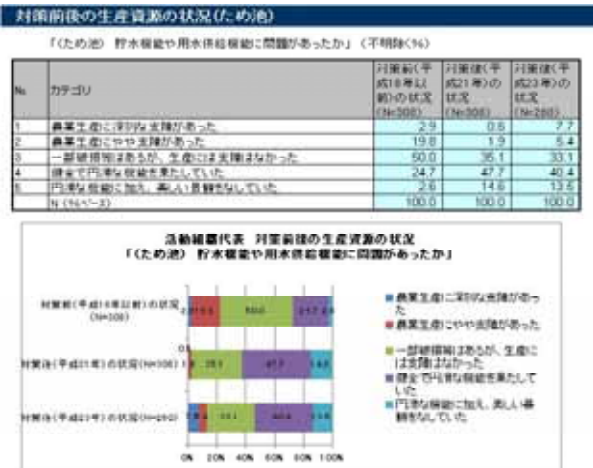 対策前後の生産資源の状況(ため池)
「(ため池) 貯水機能や用水供給機能に問題があったか」(不明除く%)
No. カテゴリ 対策前(平成18年以前)の状況(N=308) 対策後(平成21年)の状況(N=308) 対策後(平成23年)の状況(N=260)
1 農業生産に深刻な支障があった 2.9 0.6 7.7
2 農業生産にやや支障があった 19.8 1.9 5.4
3 一部破損等はあるが、生産には支障はなかった 50.0 35.1 33.1
4 健全で円滑な機能を果たしていた 24.7 47.7 40.4
5 円滑な機能に加え、美しい景観をなしていた 2.6 14.6 13.5
N (%ベース) 100.0 100.0 100.0
活動組織代表 対策前後の生産資源の状況
「(ため池) 貯水機能や用水供給機能に問題があったか」
対策前(平成18年以前)の状況
(N=308)
対策後(平成21年)の状況(N=308)
対策後(平成23年)の状況(N=260)
0% 20% 40% 60% 80% 100%
農業生産に深刻な支障があっ
た
農業生産にやや支障があった
一部破損等はあるが、生産に
は支障はなかった
健全で円滑な機能を果たして
いた
円滑な機能に加え、美しい景
観をなしていた